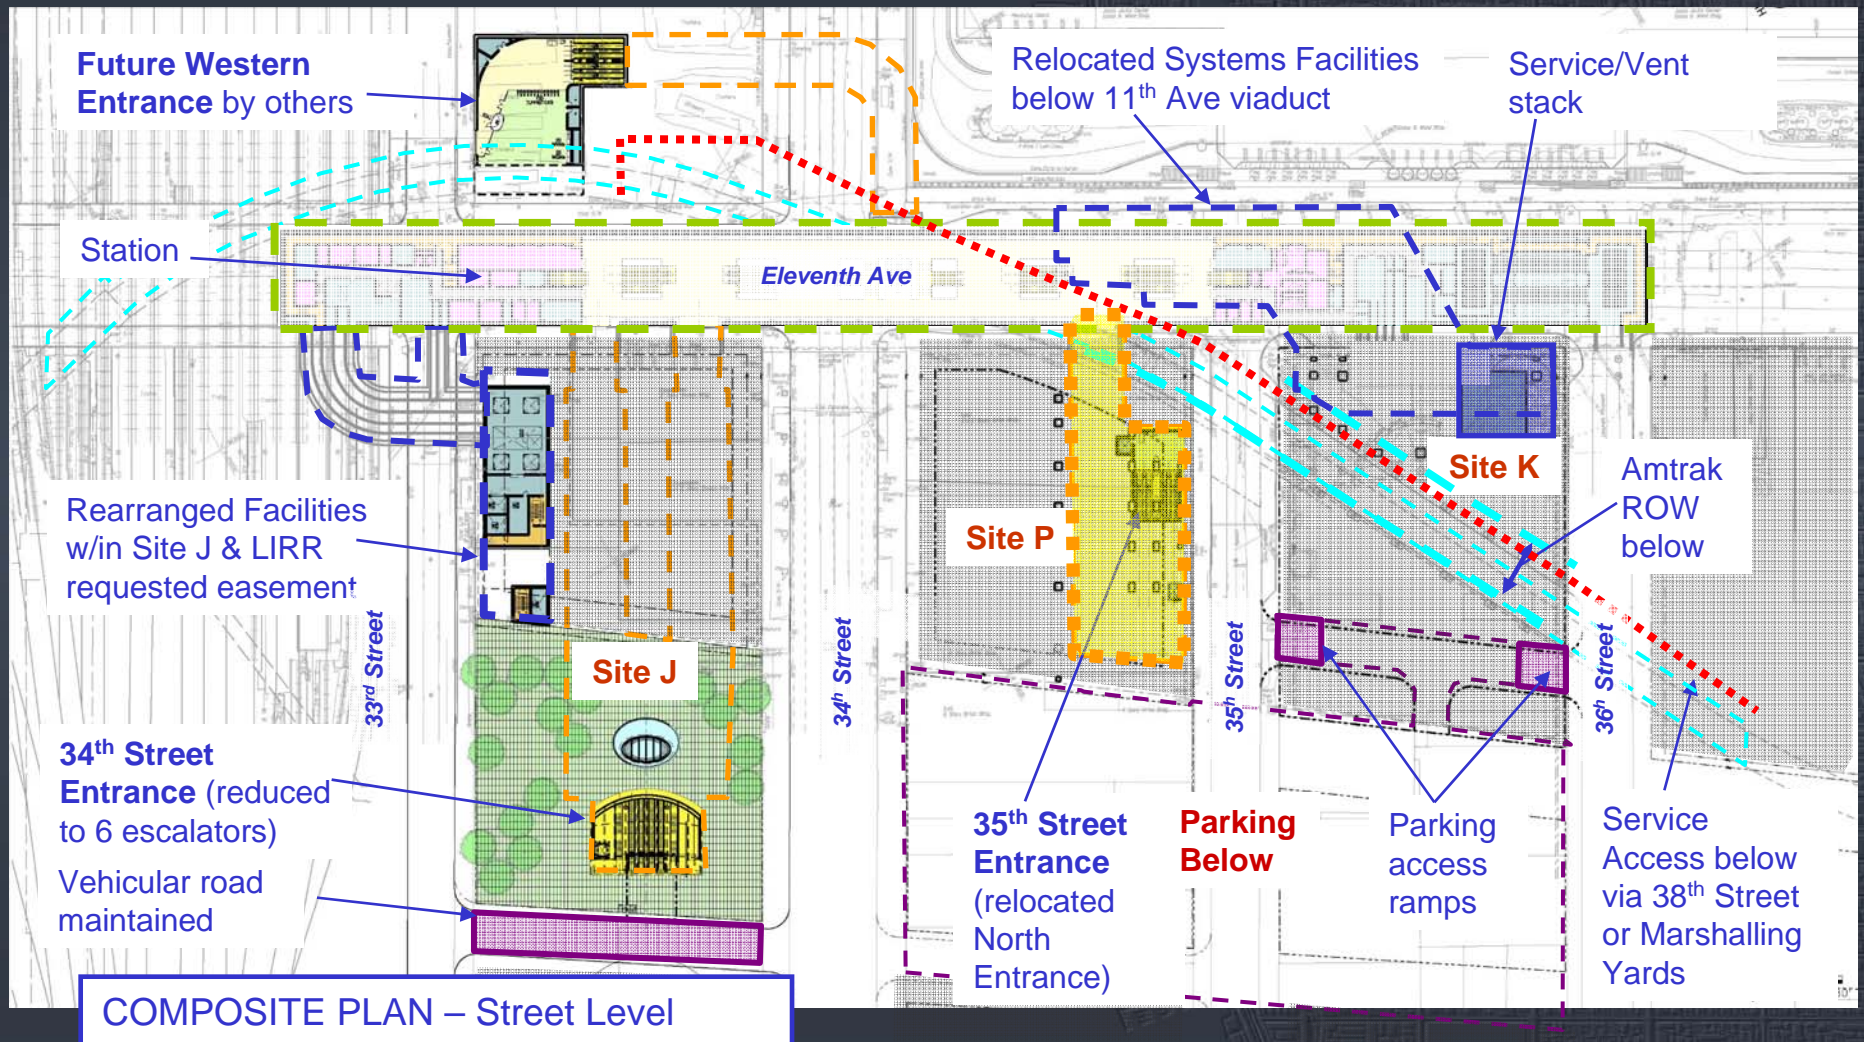 Future Western
Entrance by others
Relocated Systems Facilities
below 11th Ave viaduct
Service/Vent
stack
Station
Eleventh Ave
Rearranged Facilities
w/in Site J & LIRR
requested easement
Site P
Site K
Amtrak
ROW
below
Site J
33rd Street
34th Street
35th Street
36th Street
34th Street
Entrance (reduced
to 6 escalators)
Vehicular road
maintained
35th Street
Entrance
(relocated
North
Entrance)
Parking
Below
Parking
access
ramps
Service
Access below
via 38th Street
or Marshalling
Yards
COMPOSITE PLAN – Street Level